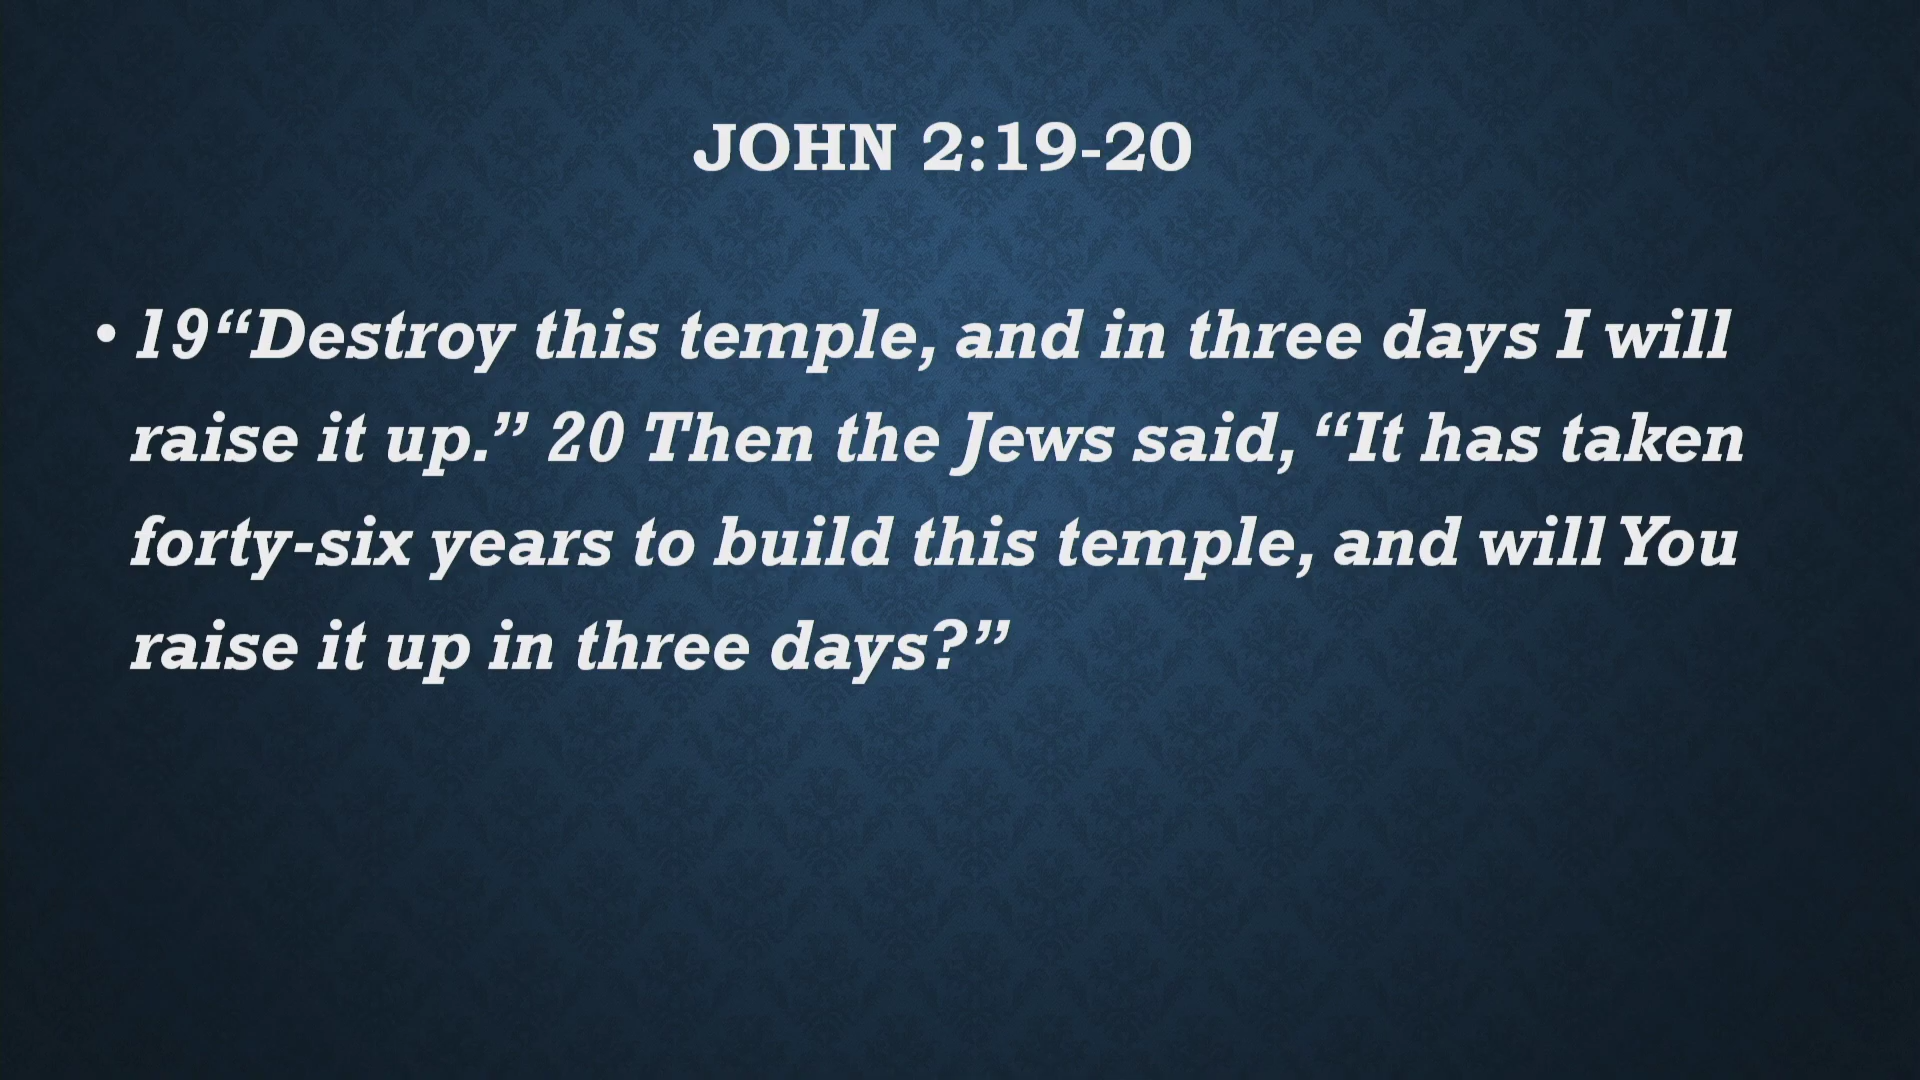 JOHN 2:19-20
• 19“Destroy this temple, and in three days I will
raise it up.” 20 Then the Jews said, “It has taken
forty-six years to build this temple, and will You
raise it up in three days?”